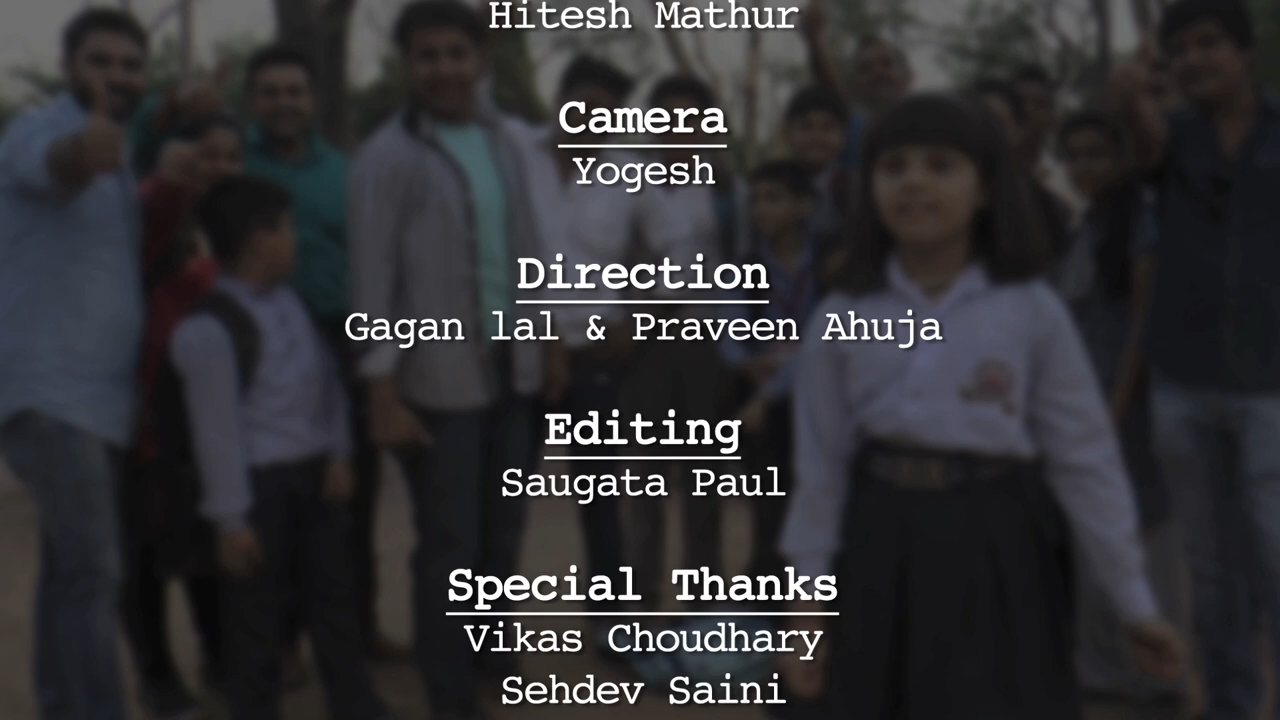 Hitesh Mathur
Camera
Yogesh
Direction
Gagan lal & Praveen Ahuja
Editing
Saugata Paul
Special Thanks
Vikas Choudhary
Sehdev Saini